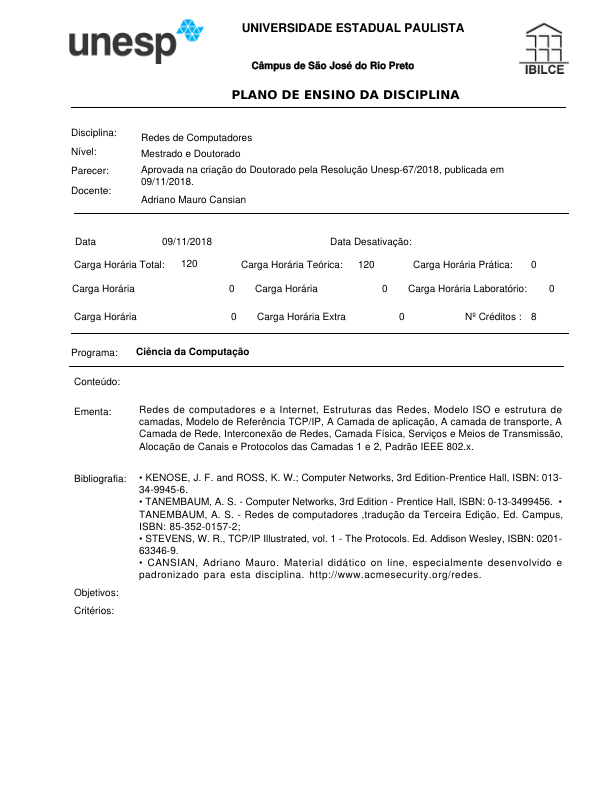 unesp
UNIVERSIDADE ESTADUAL PAULISTA
Câmpus de São José do Rio Preto
IBILCE
PLANO DE ENSINO DA DISCIPLINA
Disciplina: Redes de Computadores
Nível: Mestrado e Doutorado
Parecer: Aprovada na criação do Doutorado pela Resolução Unesp-67/2018, publicada em
09/11/2018.
Docente: Adriano Mauro Cansian
Data 09/11/2018 Data Desativação:
Carga Horária Total: 120 Carga Horária Teórica: 120 Carga Horária Prática: 0
Carga Horária 0 Carga Horária 0 Carga Horária Laboratório: 0
Carga Horária 0 Carga Horária Extra 0 Nº Créditos : 8
Programa: Ciência da Computação
Conteúdo:
Ementa: Redes de computadores e a Internet, Estruturas das Redes, Modelo ISO e estrutura de
camadas, Modelo de Referência TCP/IP, A Camada de aplicação, A camada de transporte, A
Camada de Rede, Interconexão de Redes, Camada Física, Serviços e Meios de Transmissão,
Alocação de Canais e Protocolos das Camadas 1 e 2, Padrão IEEE 802.x.
Bibliografia: • KENOSE, J. F. and ROSS, K. W.; Computer Networks, 3rd Edition-Prentice Hall, ISBN: 013-
34-9945-6.
• TANEMBAUM, A. S. - Computer Networks, 3rd Edition - Prentice Hall, ISBN: 0-13-3499456. •
TANEMBAUM, A. S. - Redes de computadores ,tradução da Terceira Edição, Ed. Campus,
ISBN: 85-352-0157-2;
• STEVENS, W. R., TCP/IP Illustrated, vol. 1 - The Protocols. Ed. Addison Wesley, ISBN: 0201-
63346-9.
• CANSIAN, Adriano Mauro. Material didático on line, especialmente desenvolvido e
padronizado para esta disciplina. http://www.acmesecurity.org/redes.
Objetivos:
Critérios: